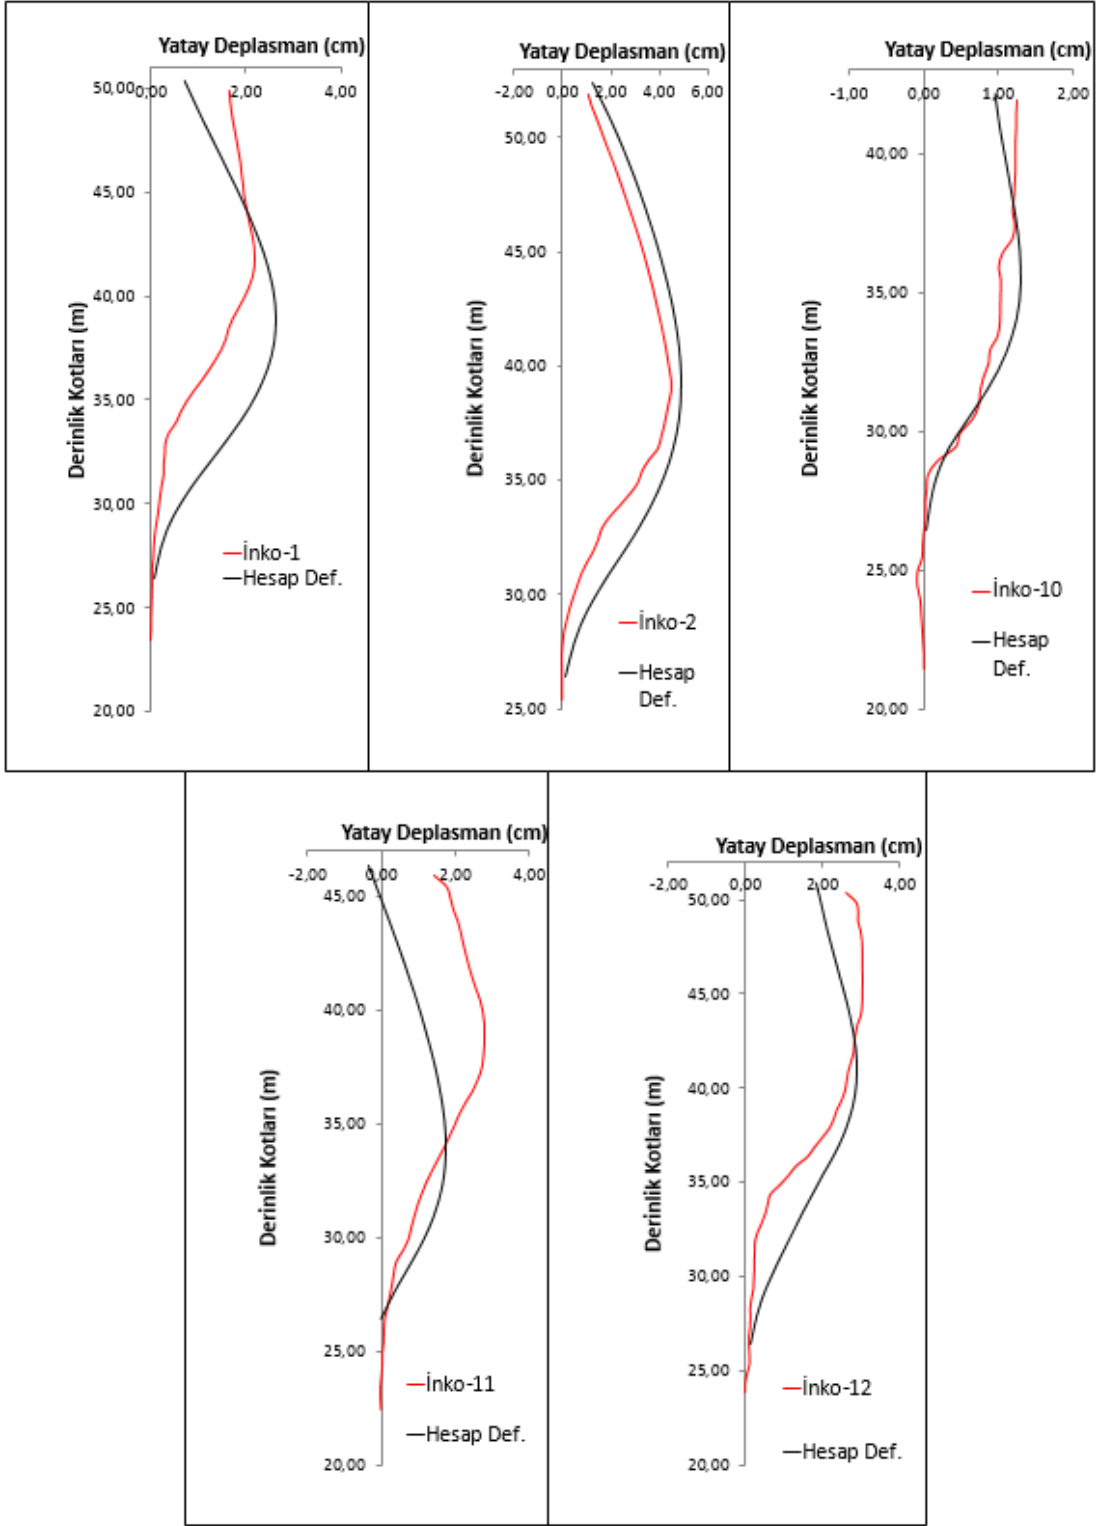 Yatay Deplasman (cm)
0,00 2,00 4,00
50,00
45,00
40,00
35,00
30,00
25,00
20,00
Derinlik Kotları (m)
İnko-1
Hesap Def.
Yatay Deplasman (cm)
-2,00 0,00 2,00 4,00 6,00
50,00
45,00
40,00
35,00
30,00
25,00
Derinlik Kotları (m)
İnko-2
Hesap
Def.
Yatay Deplasman (cm)
-1,00 0,00 1,00 2,00
40,00
35,00
30,00
25,00
20,00
Derinlik Kotları (m)
İnko-10
Hesap
Def.
Yatay Deplasman (cm)
-2,00 0,00 2,00 4,00
45,00
40,00
35,00
30,00
25,00
20,00
Derinlik Kotları (m)
İnko-11
Hesap Def.
Yatay Deplasman (cm)
-2,00 0,00 2,00 4,00
50,00
45,00
40,00
35,00
30,00
25,00
20,00
Derinlik Kotları (m)
İnko-12
Hesap Def.